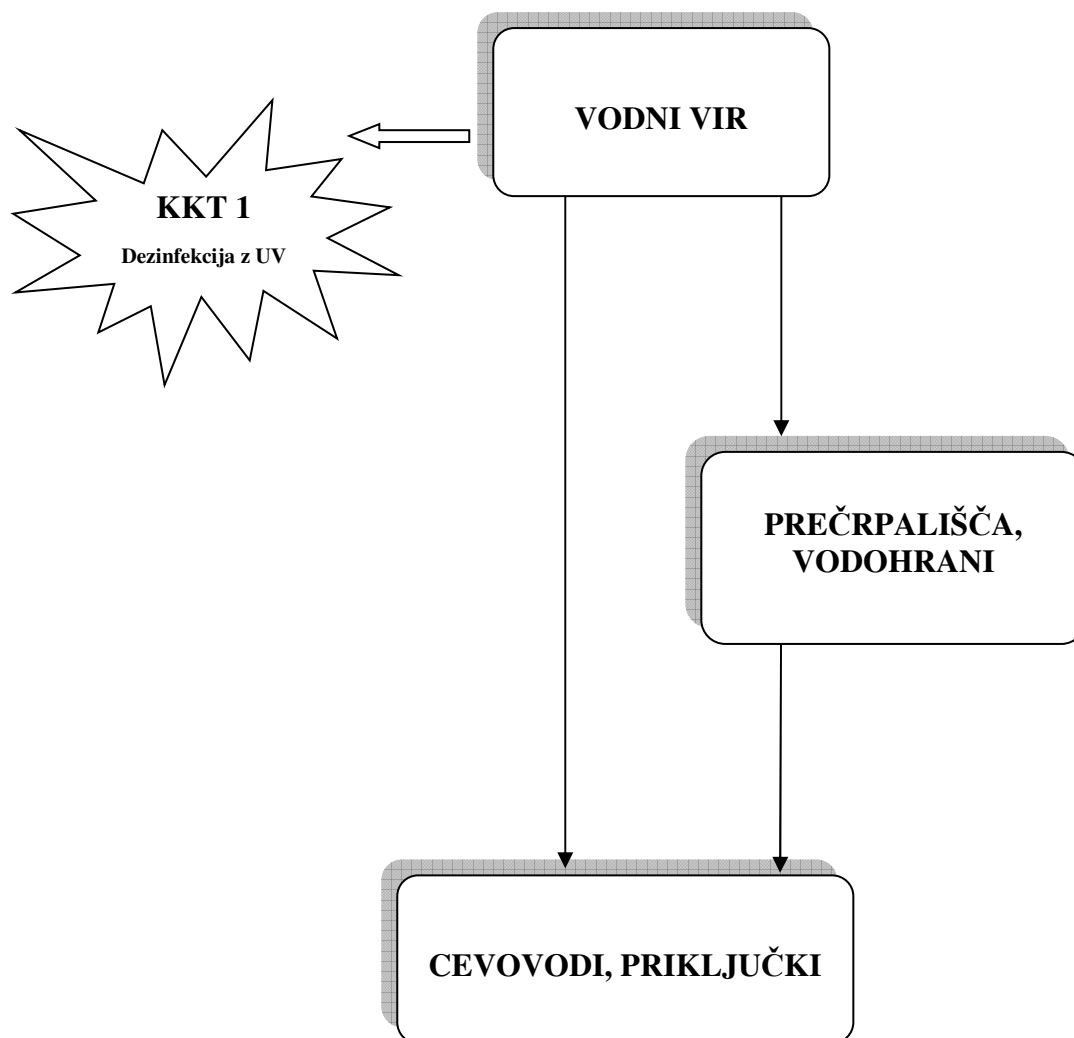 VODNI VIR
KKT 1
Dezinfekcija z UV
PREČRPALIŠČA,
VODOHRANI
CEVOVODI, PRIKLJUČKI